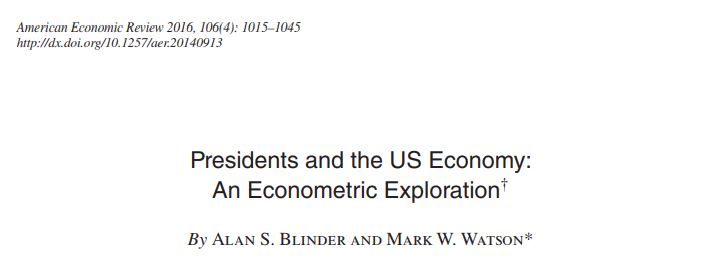 American Economic Review 2016, 106(4): 1015–1045
http://dx.doi.org/10.1257/aer.20140913
Presidents and the US Economy:
An Econometric Exploration†
By Alan S. Blinder and Mark W. Watson*